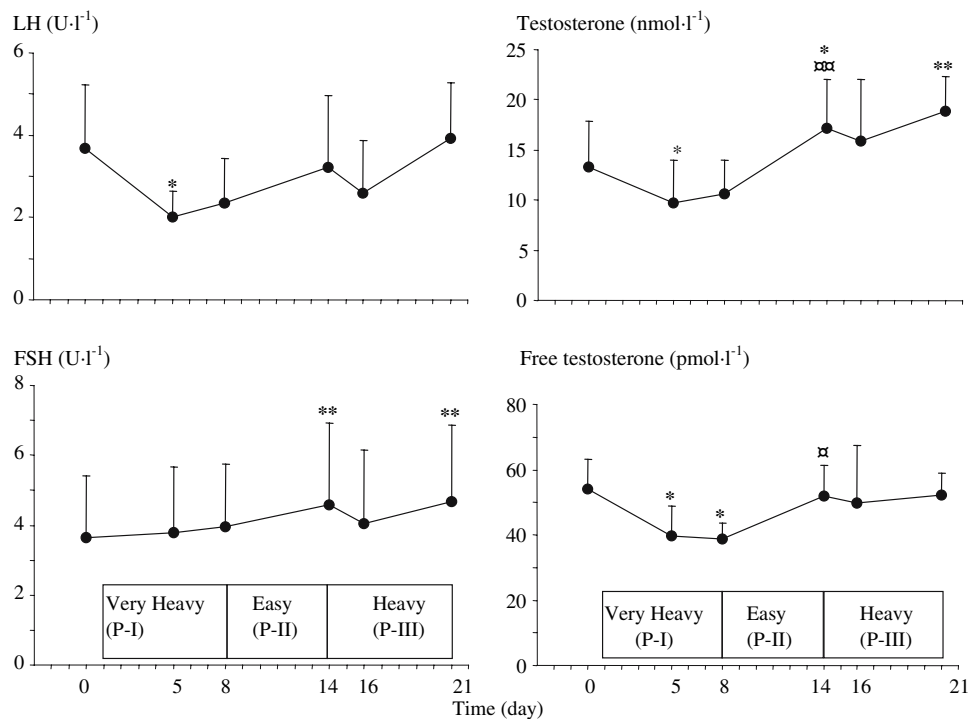 LH (U·l⁻¹)
6
4
2
0
*
Testosterone (nmol·l⁻¹)
25
20
15
10
5
0
*
*
¤¤
**
FSH (U·l⁻¹)
8
6
4
2
0
**
**
Very Heavy
(P-I)
Easy
(P-II)
Heavy
(P-III)
0 5 8 14 16 21
Free testosterone (pmol·l⁻¹)
80
60
40
20
0
*
*
¤
Very Heavy
(P-I)
Easy
(P-II)
Heavy
(P-III)
0 5 8 14 16 21
Time (day)